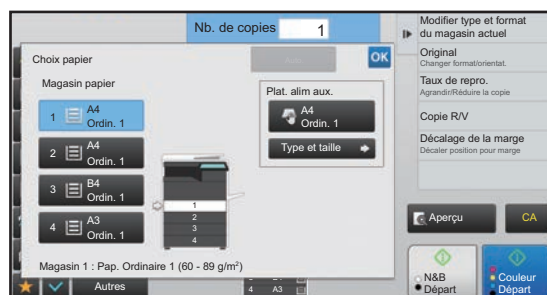 Nb. de copies 1
Choix papier
OK
Magasin papier
1 A4
Ordin. 1
2 A4
Ordin. 1
3 B4
Ordin. 1
4 A3
Ordin. 1
Plat. alim aux.
A4
Ordin. 1
Type et taille
1
2
3
4
Magasin 1 : Pap. Ordinaire 1 (60 - 89 g/m²)
Autres
4 A3
Modifier type et format
du magasin actuel
Original
Changer format/orientat.
Taux de repro.
Agrandir/Réduire la copie
Copie R/V
Décalage de la marge
Décaler position pour marge
Aperçu
CA
N&B
Départ
Couleur
Départ